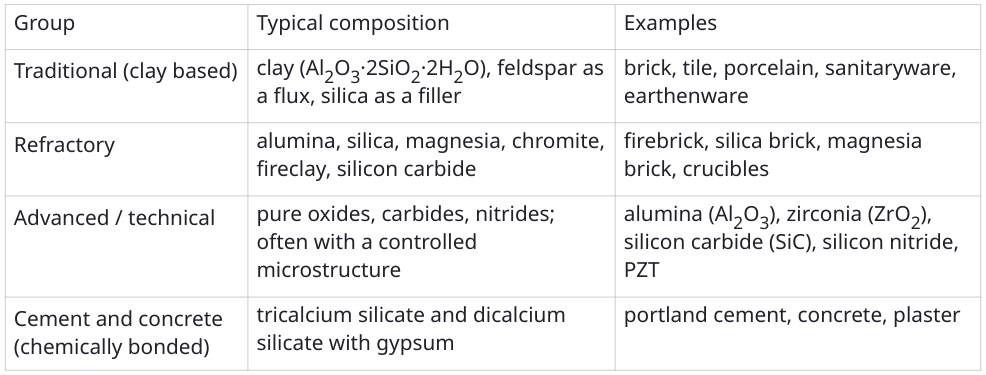 Group Typical composition Examples
Traditional (clay based) clay (Al₂O₃·2SiO₂·2H₂O), feldspar as a flux, silica as a filler brick, tile, porcelain, sanitaryware, earthenware
Refractory alumina, silica, magnesia, chromite, fireclay, silicon carbide firebrick, silica brick, magnesia brick, crucibles
Advanced / technical pure oxides, carbides, nitrides; often with a controlled microstructure alumina (Al₂O₃), zirconia (ZrO₂), silicon carbide (SiC), silicon nitride, PZT
Cement and concrete (chemically bonded) tricalcium silicate and dicalcium silicate with gypsum portland cement, concrete, plaster